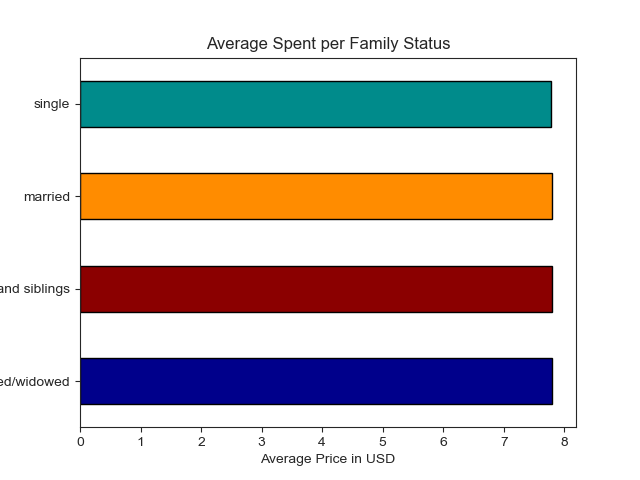 Average Spent per Family Status
single
married
and siblings
ed/widowed
0 1 2 3 4 5 6 7 8
Average Price in USD